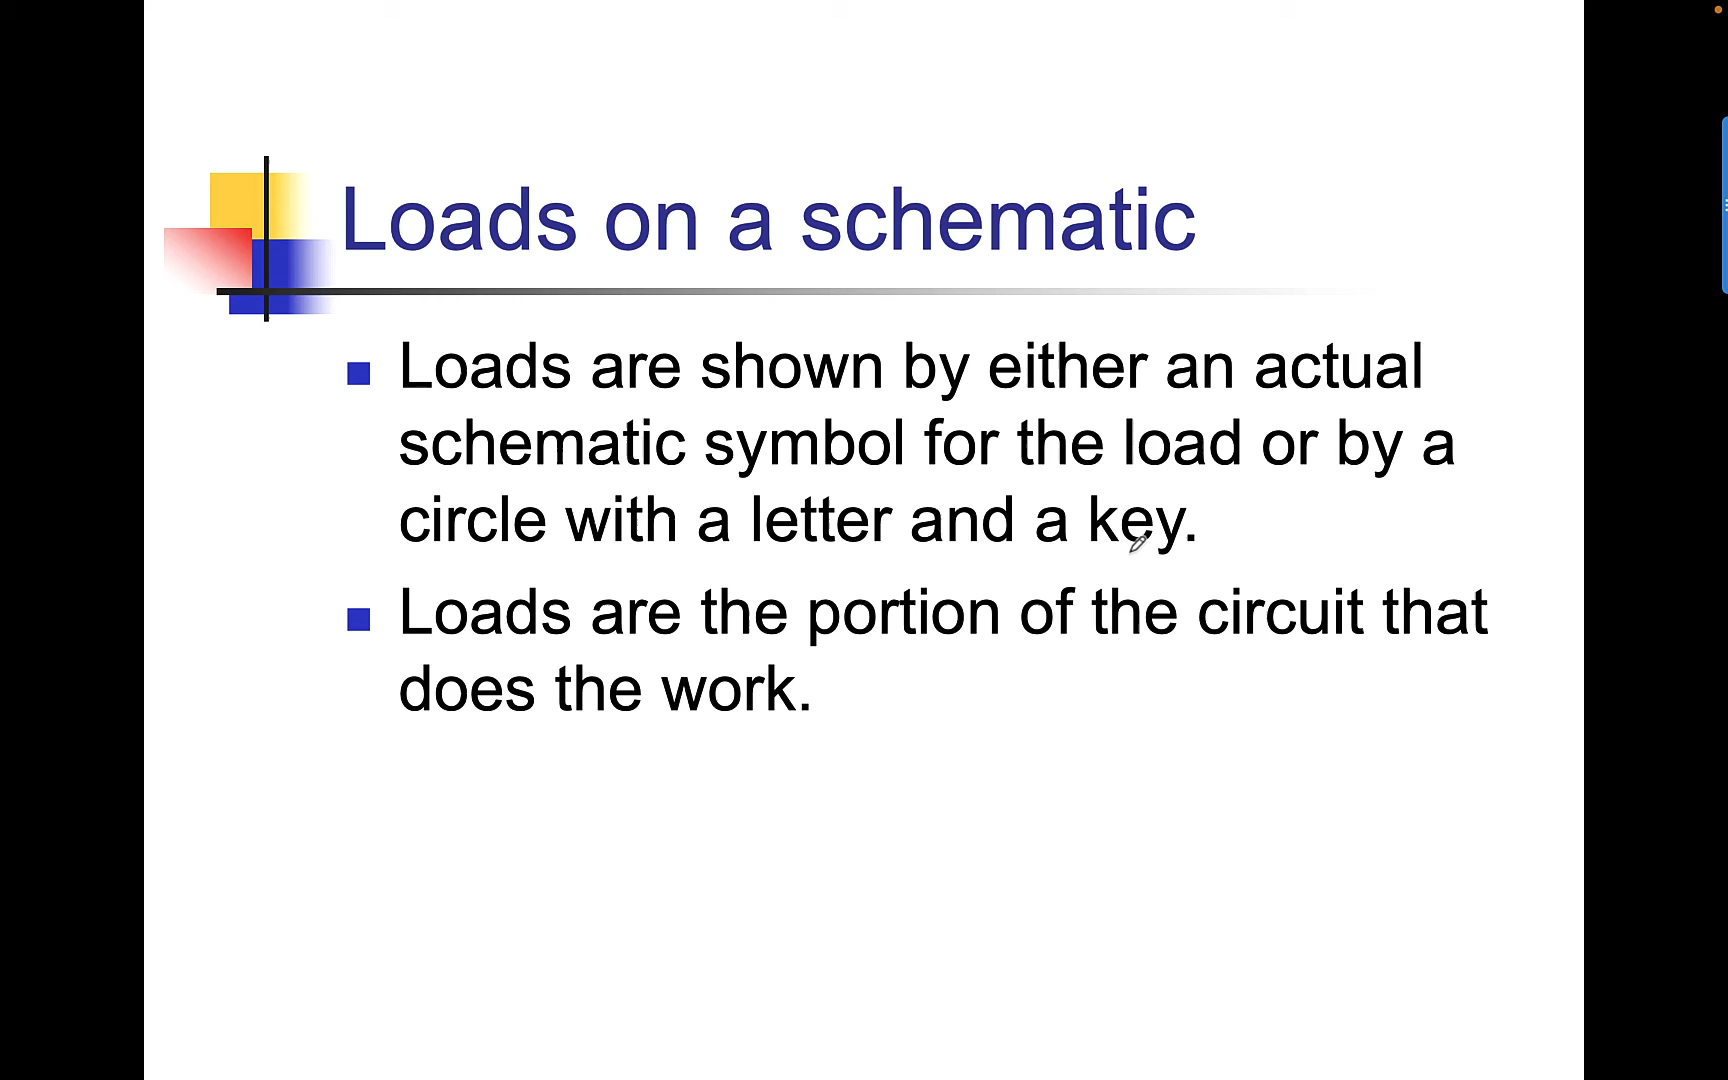 Loads on a schematic
Loads are shown by either an actual
schematic symbol for the load or by a
circle with a letter and a key.
Loads are the portion of the circuit that
does the work.